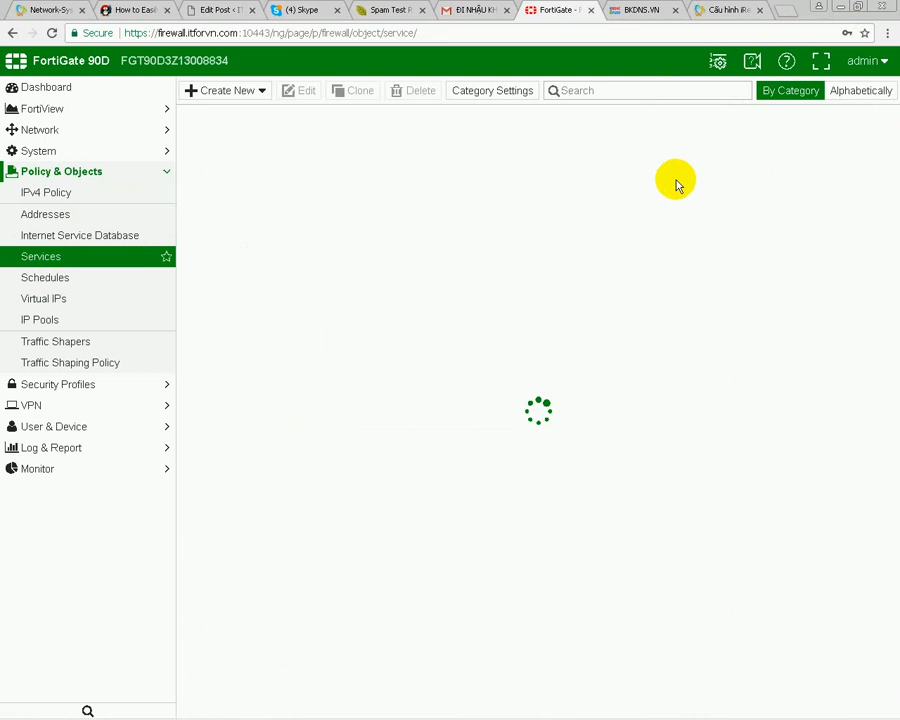 Network-Sys
How to Easil
Edit Post ‹ IT
(4) Skype
Spam Test R
ĐI NHẬU KH
FortiGate - F
BKDNS.VN
Cấu hình iRe
Secure
https://firewall.itforvn.com:10443/ng/page/p/firewall/object/service/
FortiGate 90D FGT90D3Z13008834
admin
Dashboard
FortiView
Network
System
Policy & Objects
IPv4 Policy
Addresses
Internet Service Database
Services
Schedules
Virtual IPs
IP Pools
Traffic Shapers
Traffic Shaping Policy
Security Profiles
VPN
User & Device
Log & Report
Monitor
Create New
Edit
Clone
Delete
Category Settings
Search
By Category
Alphabetically